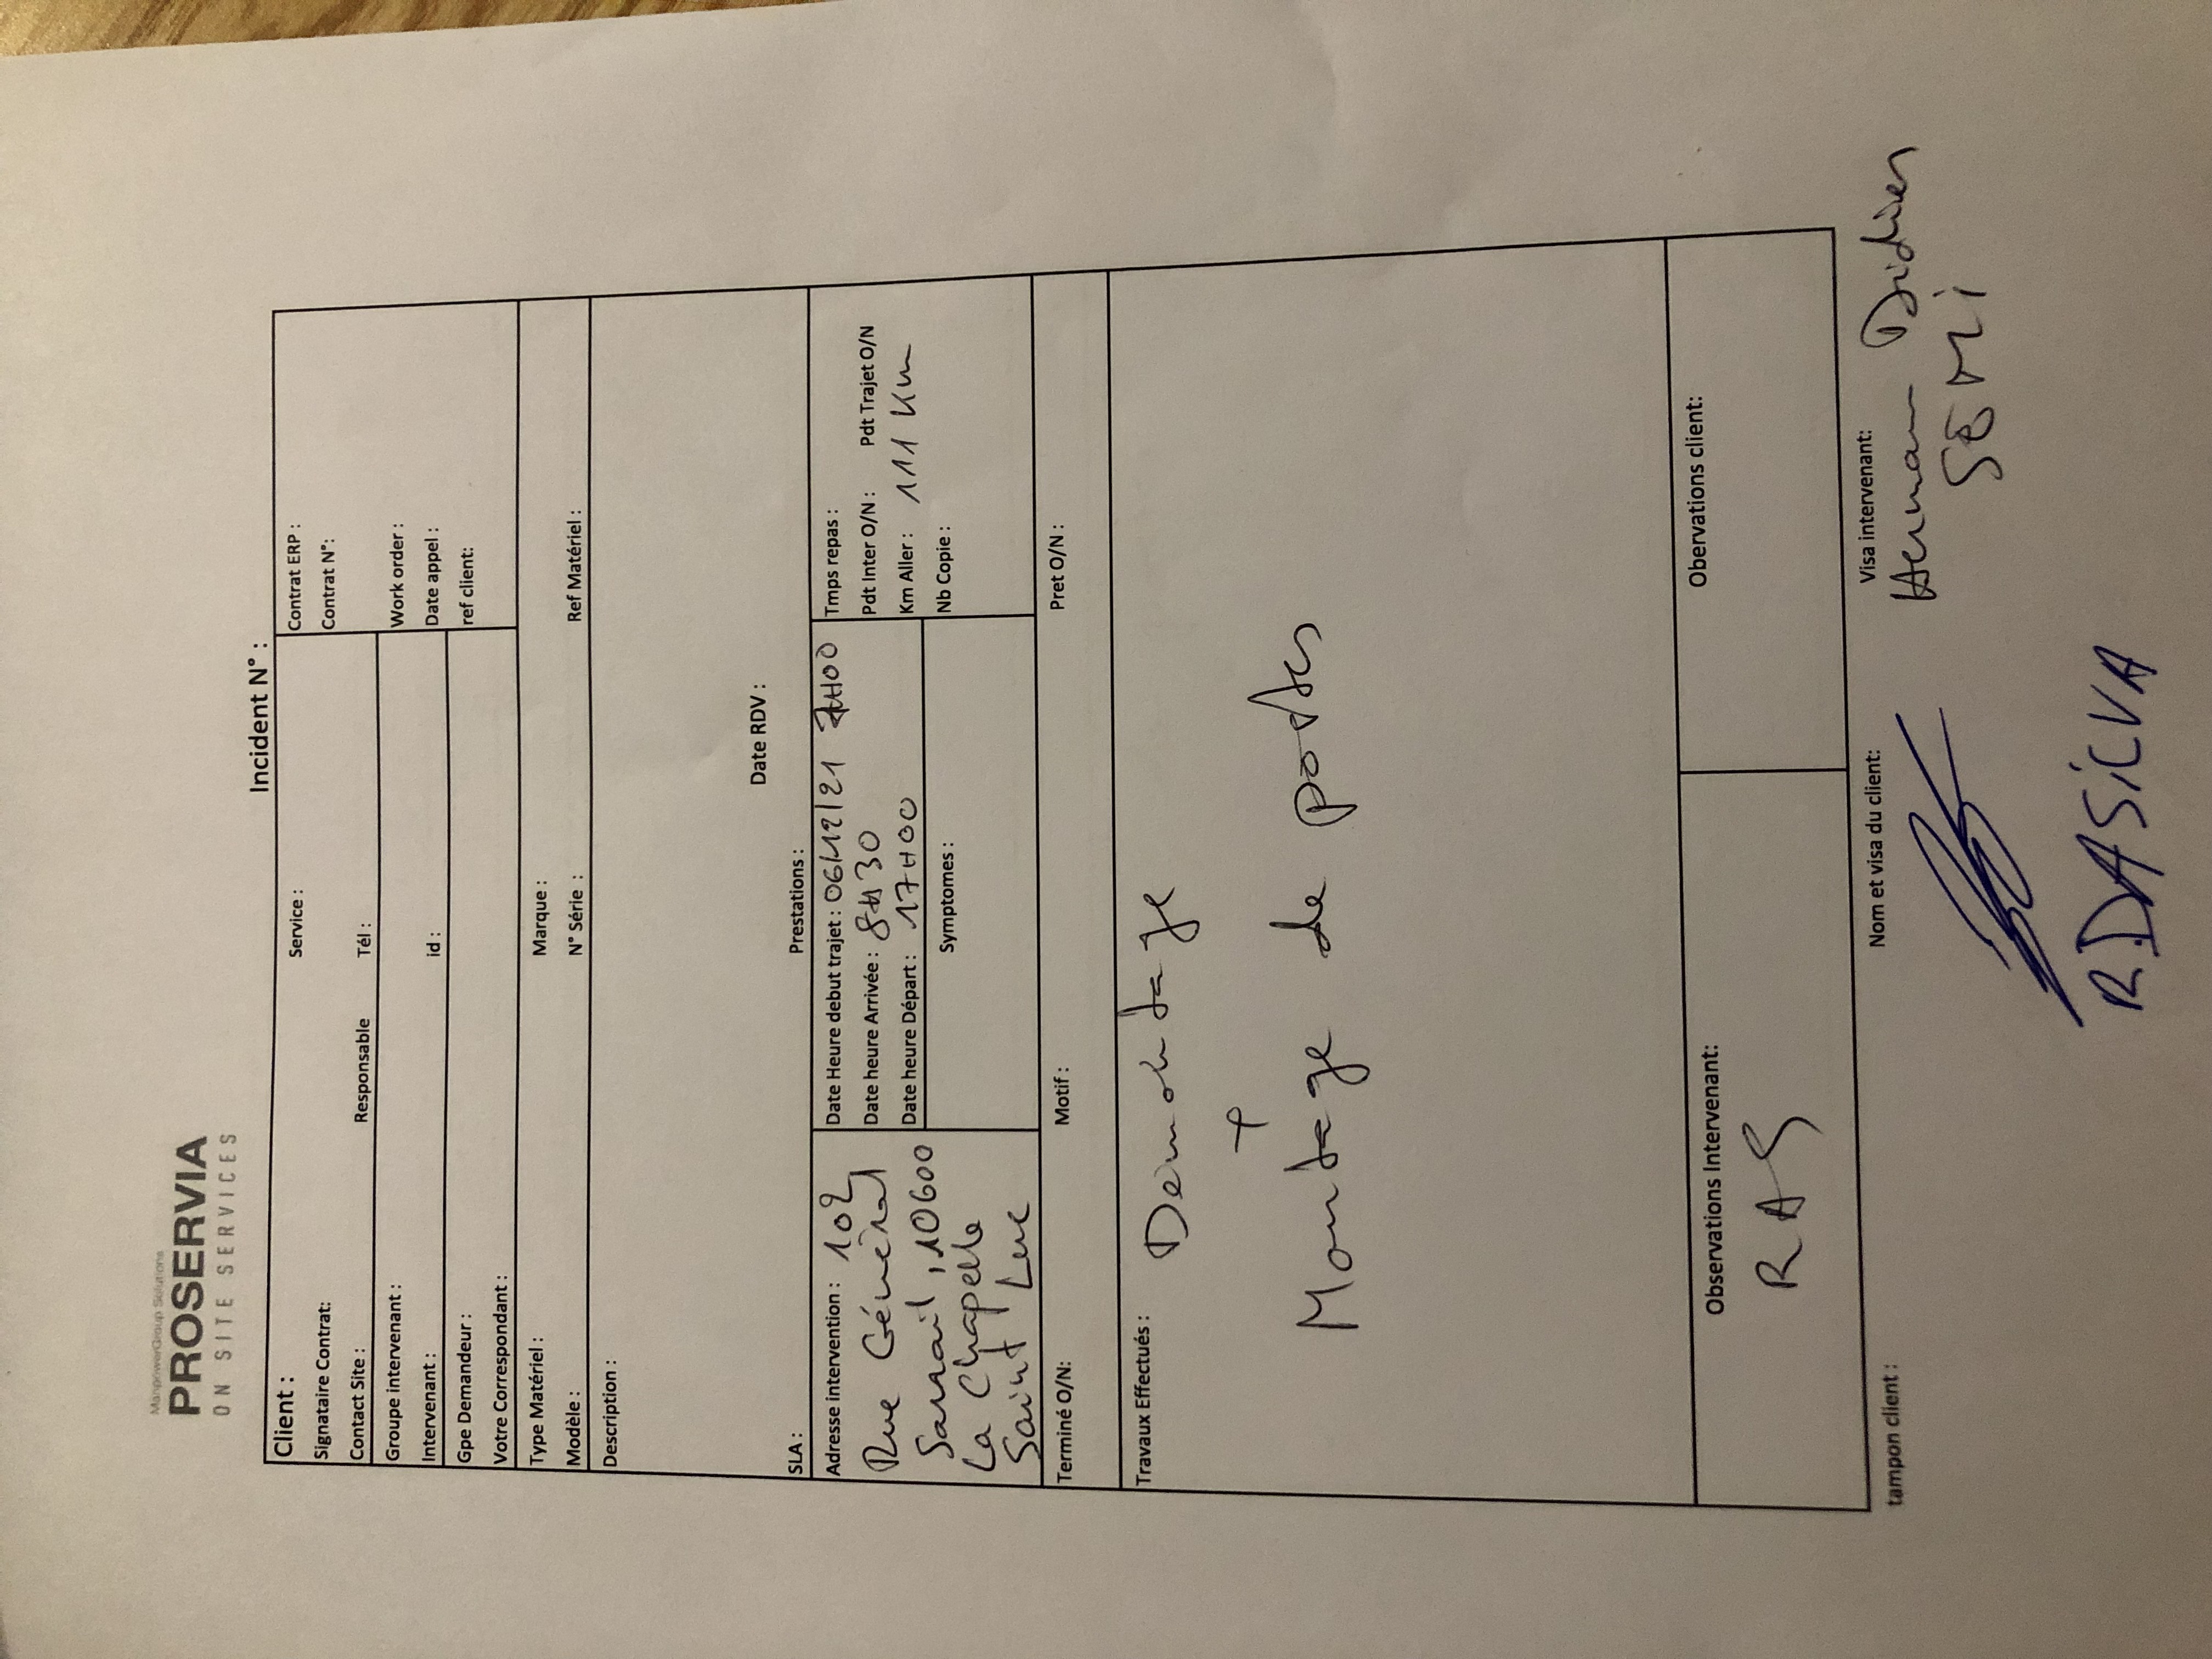 ManpowerGroup Solutions
PROSERVIA
ON SITE SERVICES
Incident N° :
Client :
Service :
Contrat ERP :
Signataire Contrat:
Contrat N°:
Contact Site :
Responsable
Tél :
Groupe intervenant :
Work order :
Intervenant :
id :
Date appel :
Gpe Demandeur :
ref client:
Votre Correspondant :
Type Matériel :
Marque :
Modèle :
N° Série :
Ref Matériel :
Description :
Date RDV :
SLA :
Prestations :
Adresse intervention : 102
Rue Général
Sarrail, 10600
La Chapelle
Saint Luc
Date Heure debut trajet : 06/12/21 7H00
Date heure Arrivée : 8H30
Date heure Départ : 17H00
Symptomes :
Tmps repas :
Pdt Inter O/N : Pdt Trajet O/N
Km Aller : 111 Km
Nb Copie :
Terminé O/N:
Motif :
Pret O/N :
Travaux Effectués :
Démontage
+
Montage de postes
Observations Intervenant:
RAS
Obervations client:
tampon client :
Nom et visa du client:
R.DASiLVA
Visa intervenant:
Hermann Didier
SEMi